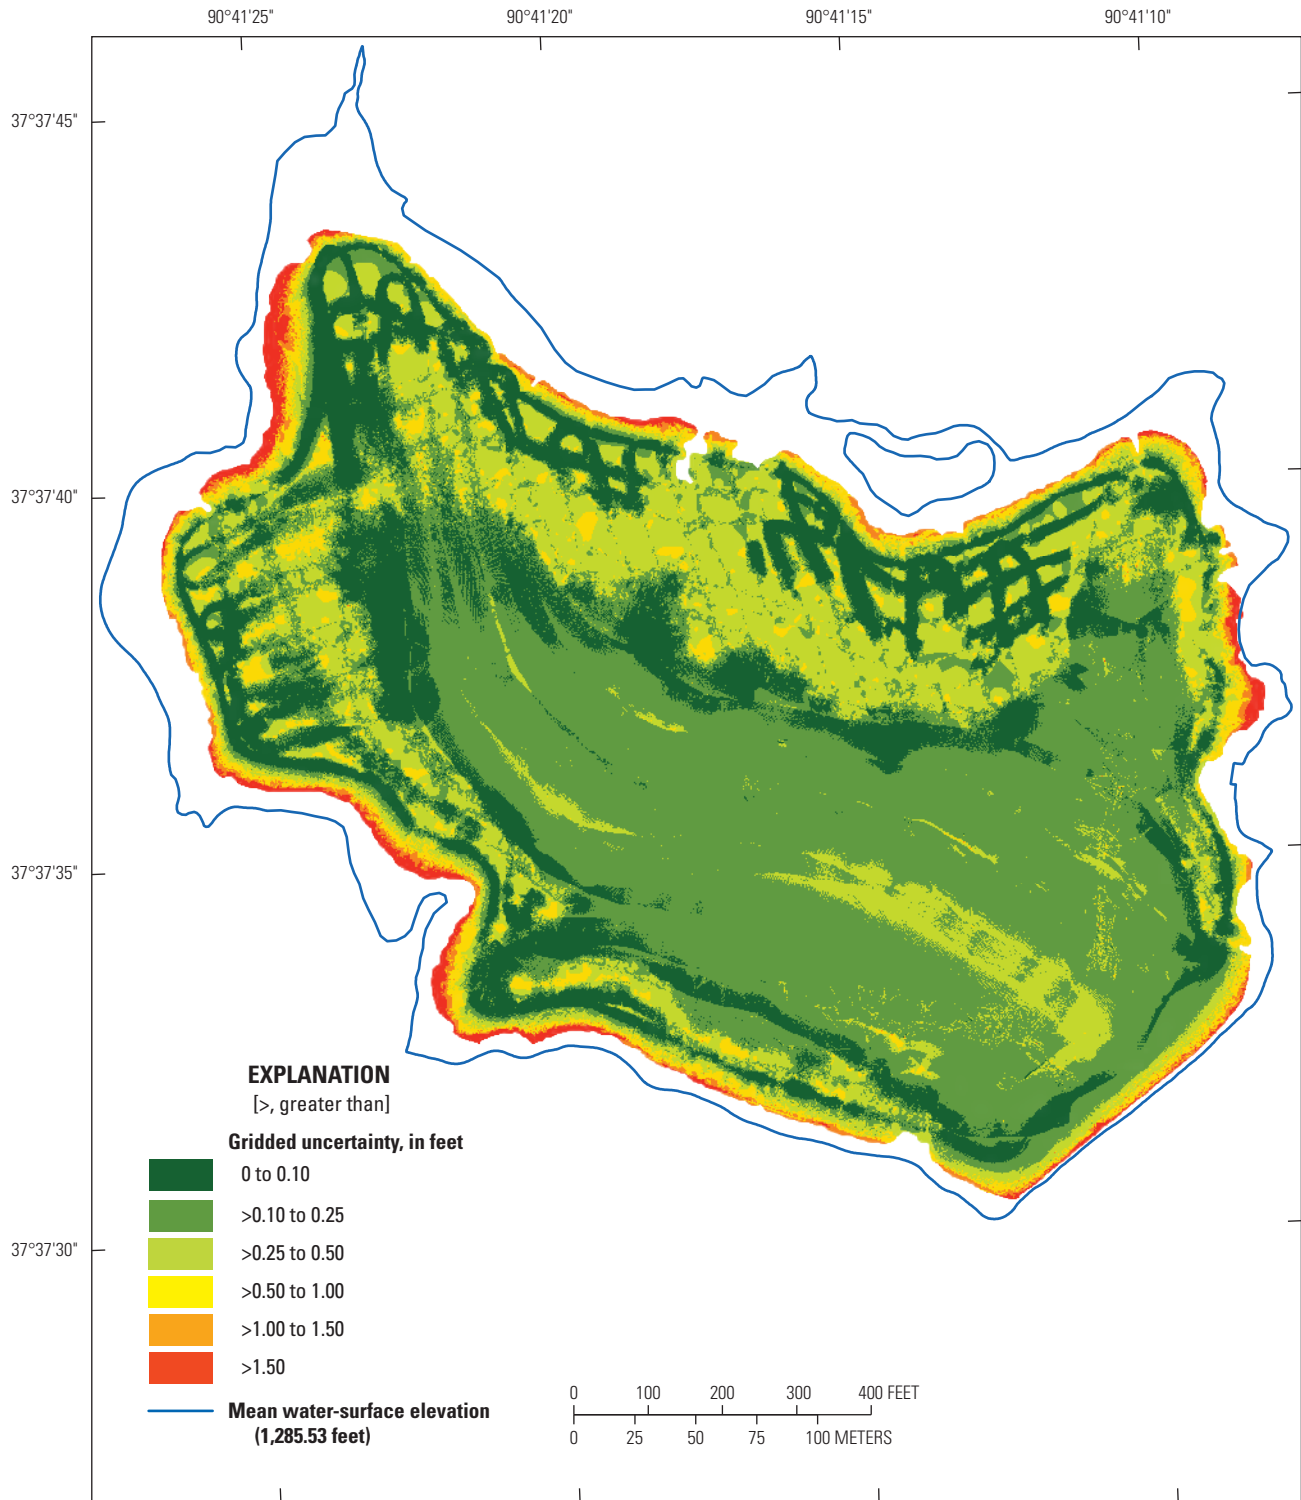 90°41'25" 90°41'20" 90°41'15" 90°41'10"
37°37'45"
37°37'40"
37°37'35"
37°37'30"
EXPLANATION
[>, greater than]
Gridded uncertainty, in feet
0 to 0.10
>0.10 to 0.25
>0.25 to 0.50
>0.50 to 1.00
>1.00 to 1.50
>1.50
Mean water-surface elevation
(1,285.53 feet)
0 100 200 300 400 FEET
0 25 50 75 100 METERS